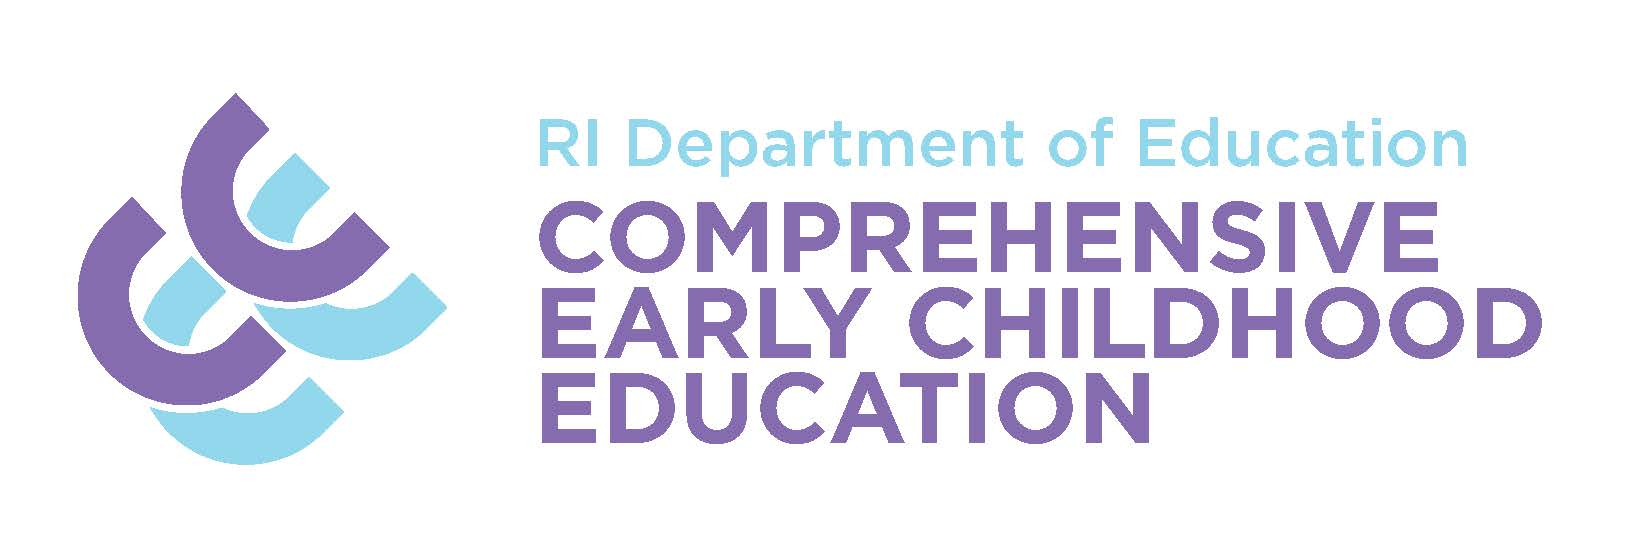 RI Department of Education
COMPREHENSIVE
EARLY CHILDHOOD
EDUCATION